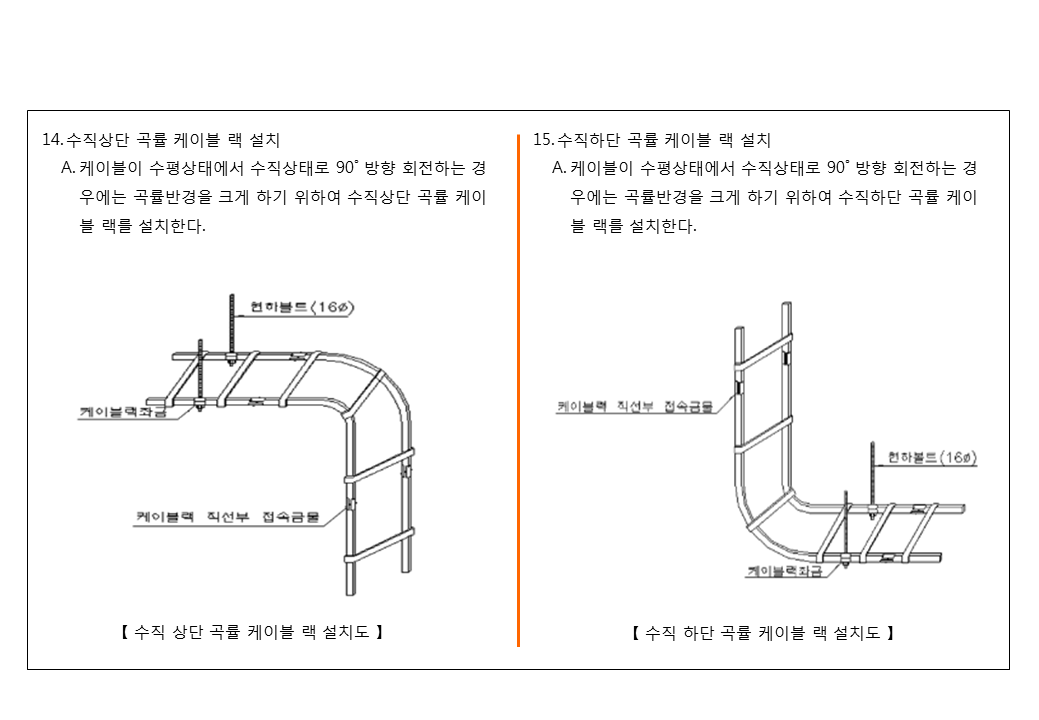 14. 수직상단 곡률 케이블 랙 설치
A. 케이블이 수평상태에서 수직상태로 90˚ 방향 회전하는 경
우에는 곡률반경을 크게 하기 위하여 수직상단 곡률 케이
블 랙를 설치한다.
현하볼트(16ø)
케이블랙좌금
케이블랙 직선부 접속금물
【 수직 상단 곡률 케이블 랙 설치도 】
15. 수직하단 곡률 케이블 랙 설치
A. 케이블이 수평상태에서 수직상태로 90˚ 방향 회전하는 경
우에는 곡률반경을 크게 하기 위하여 수직하단 곡률 케이
블 랙를 설치한다.
케이블랙 직선부 접속금물
현하볼트(16ø)
케이블랙좌금
【 수직 하단 곡률 케이블 랙 설치도 】